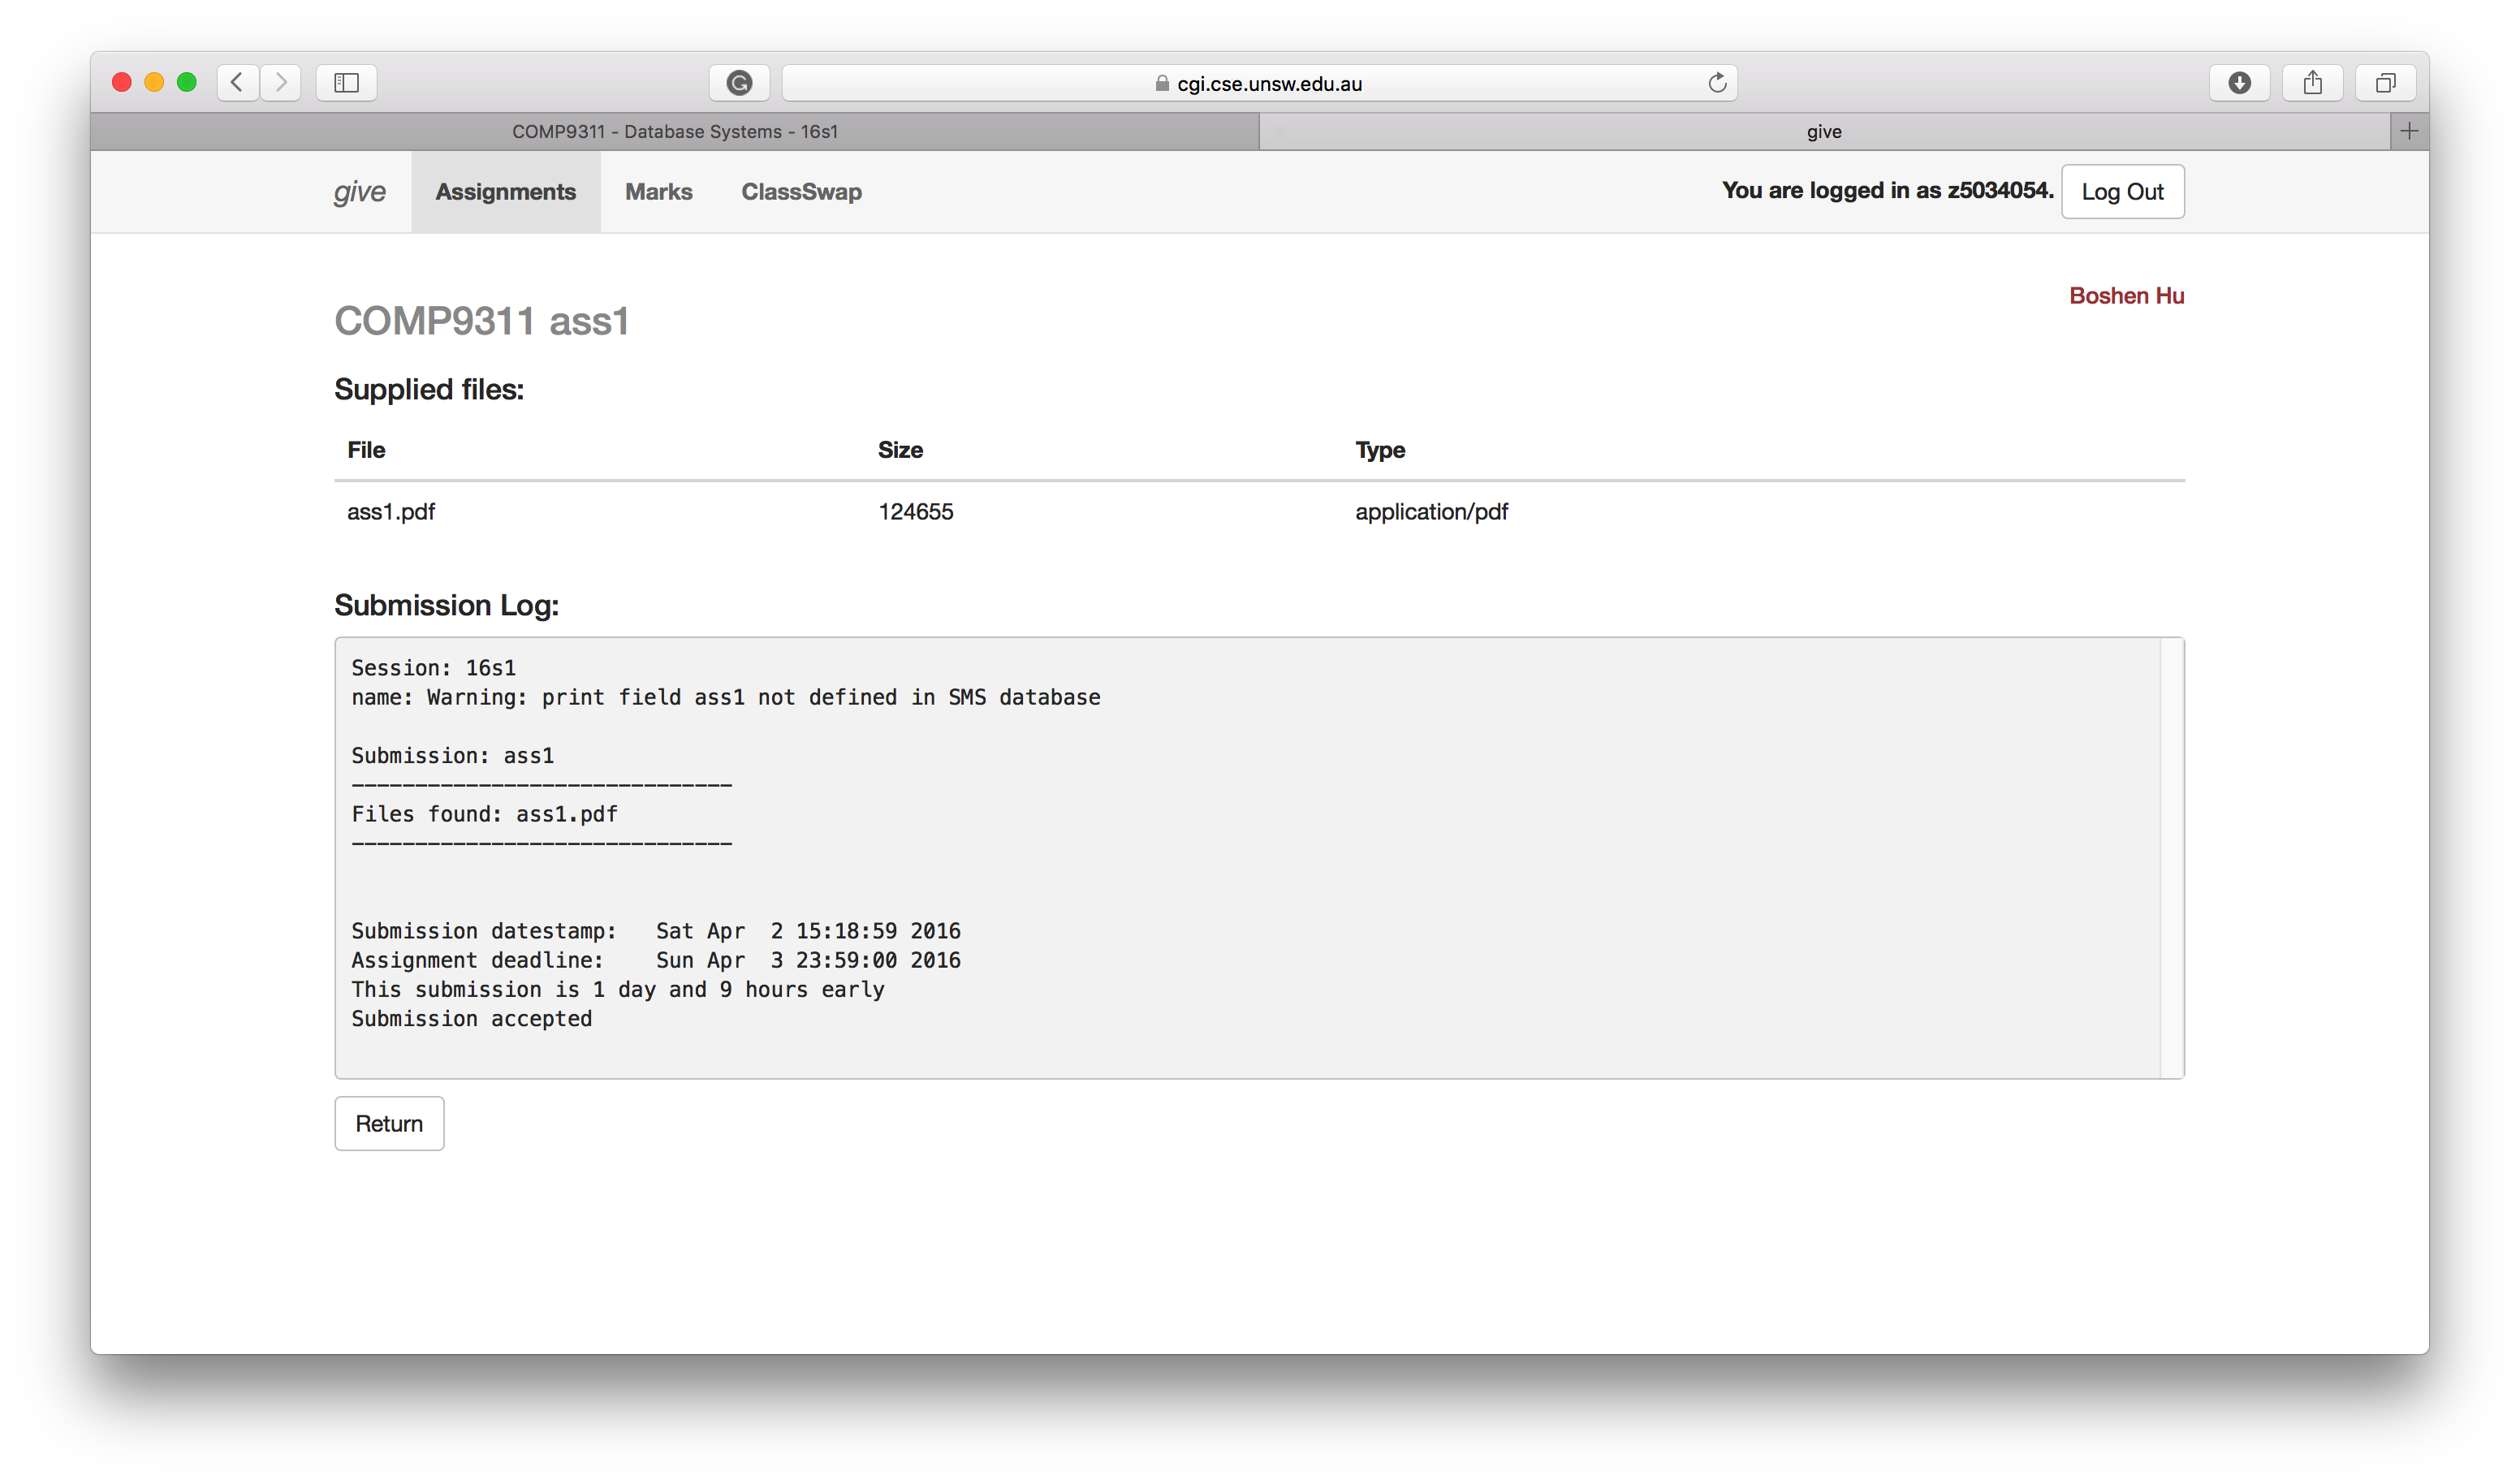 cgi.cse.unsw.edu.au
COMP9311 - Database Systems - 16s1 give
give Assignments Marks ClassSwap You are logged in as z5034054. Log Out
Boshen Hu
COMP9311 ass1
Supplied files:
File Size Type
ass1.pdf 124655 application/pdf
Submission Log:
Session: 16s1
name: Warning: print field ass1 not defined in SMS database
Submission: ass1
------------------------------
Files found: ass1.pdf
------------------------------
Submission datestamp:   Sat Apr  2 15:18:59 2016
Assignment deadline:    Sun Apr  3 23:59:00 2016
This submission is 1 day and 9 hours early
Submission accepted
Return